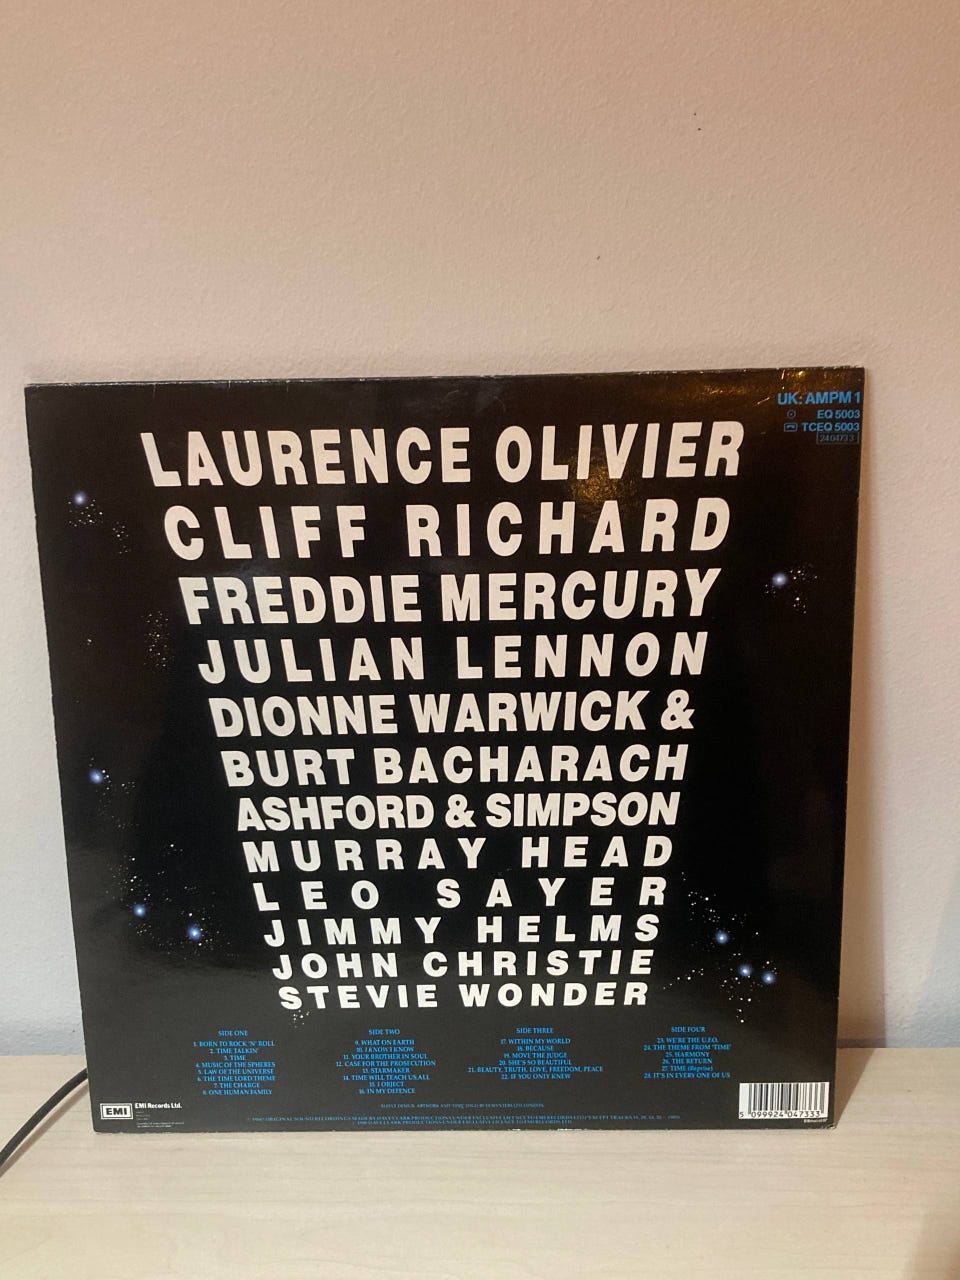 UK: AMPM 1
EQ 5003
TCEQ 5003
2404733
LAURENCE OLIVIER
CLIFF RICHARD
FREDDIE MERCURY
JULIAN LENNON
DIONNE WARWICK &
BURT BACHARACH
ASHFORD & SIMPSON
MURRAY HEAD
LEO SAYER
JIMMY HELMS
JOHN CHRISTIE
STEVIE WONDER
SIDE ONE
1. BORN TO ROCK 'N' ROLL
2. TIME TALKIN'
3. TIME
4. MUSIC OF THE SPHERES
5. LAW OF THE UNIVERSE
6. THE TIME LORD THEME
7. THE CHARGE
8. ONE HUMAN FAMILY
SIDE TWO
9. WHAT ON EARTH
10. I KNOW I KNOW
11. YOUR BROTHER IN SOUL
12. CASE FOR THE PROSECUTION
13. STARMAKER
14. TIME WILL TEACH US ALL
15. I OBJECT
16. IN MY DEFENCE
SIDE THREE
17. WITHIN MY WORLD
18. BECAUSE
19. MOVE THE JUDGE
20. SHE'S SO BEAUTIFUL
21. BEAUTY, TRUTH, LOVE, FREEDOM, PEACE
22. IF YOU ONLY KNEW
SIDE FOUR
23. WE'RE THE U.F.O.
24. THE THEME FROM 'TIME'
25. HARMONY
26. THE RETURN
27. TIME (Reprise)
28. IT'S IN EVERY ONE OF US
EMI
EMI Records Ltd.
5 099924 047333